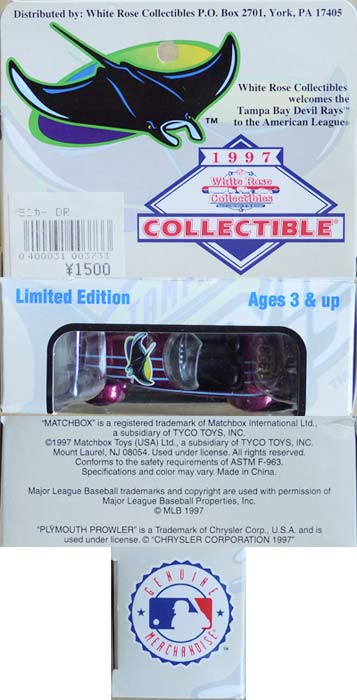 Distributed by: White Rose Collectibles P.O. Box 2701, York, PA 17405
White Rose Collectibles
welcomes the
Tampa Bay Devil Rays™
to the American League.
TM
1997
White Rose
Collectibles
COLLECTIBLE®
ミニカー DR
0 400031 003733
¥1500
Limited Edition
Ages 3 & up
"MATCHBOX" is a registered trademark of Matchbox International Ltd.,
a subsidiary of TYCO TOYS, INC.
©1997 Matchbox Toys (USA) Ltd., a subsidiary of TYCO TOYS, INC.
Mount Laurel, NJ 08054. Used under license. All rights reserved.
Conforms to the safety requirements of ASTM F-963.
Specifications and color may vary. Made in China.
Major League Baseball trademarks and copyright are used with permission of
Major League Baseball Properties, Inc.
© MLB 1997
"PLYMOUTH PROWLER" is a Trademark of Chrysler Corp., U.S.A. and is
used under license. © "CHRYSLER CORPORATION 1997"
GENUINE
MERCHANDISE
TM